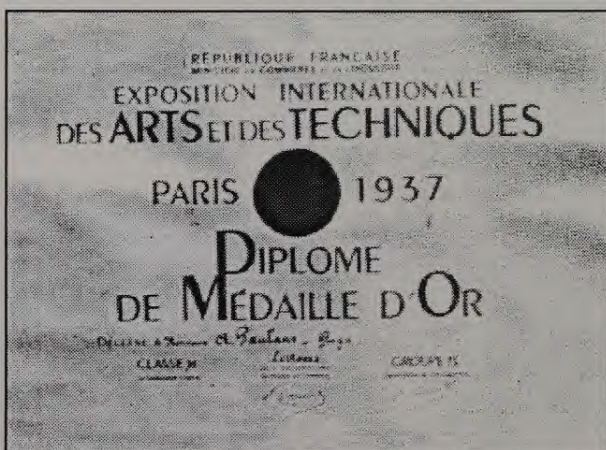 RÉPUBLIQUE FRANÇAISE
EXPOSITION INTERNATIONALE
DES ARTS ET DES TECHNIQUES
PARIS 1937
DIPLOME
DE MÉDAILLE D'OR
CLASSE GROUPE